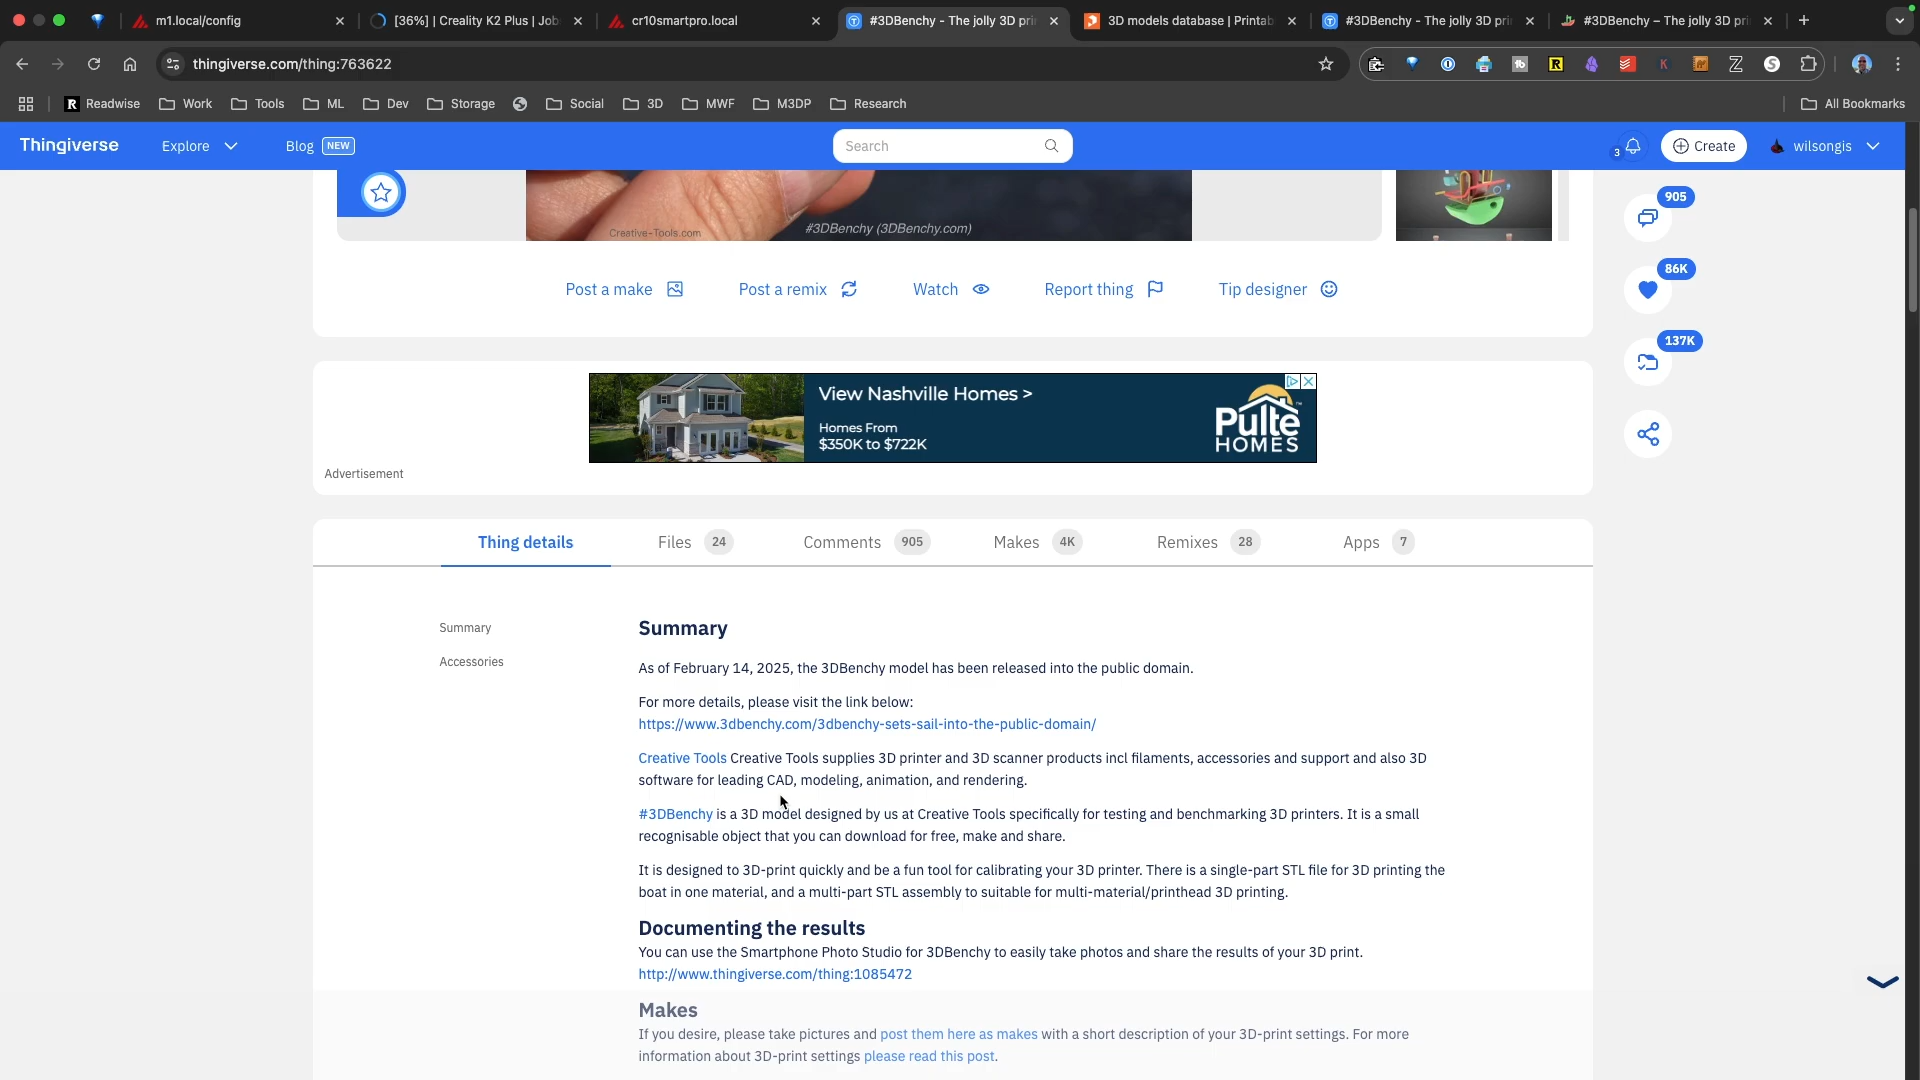 m1.local/config
[36%] | Creality K2 Plus | Job
cr10smartpro.local
#3DBenchy - The jolly 3D prin
3D models database | Printab
#3DBenchy - The jolly 3D prin
#3DBenchy – The jolly 3D pri
thingiverse.com/thing:763622
Readwise
Work
Tools
ML
Dev
Storage
Social
3D
MWF
M3DP
Research
All Bookmarks
Thingiverse
Explore
Blog NEW
Search
3
Create
wilsongis
Creative-Tools.com
#3DBenchy (3DBenchy.com)
905
86K
137K
Post a make
Post a remix
Watch
Report thing
Tip designer
View Nashville Homes >
Homes From
$350K to $722K
Pulte
HOMES
Advertisement
Thing details
Files 24
Comments 905
Makes 4K
Remixes 28
Apps 7
Summary
Accessories
Summary
As of February 14, 2025, the 3DBenchy model has been released into the public domain.
For more details, please visit the link below:
https://www.3dbenchy.com/3dbenchy-sets-sail-into-the-public-domain/
Creative Tools Creative Tools supplies 3D printer and 3D scanner products incl filaments, accessories and support and also 3D
software for leading CAD, modeling, animation, and rendering.
#3DBenchy is a 3D model designed by us at Creative Tools specifically for testing and benchmarking 3D printers. It is a small
recognisable object that you can download for free, make and share.
It is designed to 3D-print quickly and be a fun tool for calibrating your 3D printer. There is a single-part STL file for 3D printing the
boat in one material, and a multi-part STL assembly to suitable for multi-material/printhead 3D printing.
Documenting the results
You can use the Smartphone Photo Studio for 3DBenchy to easily take photos and share the results of your 3D print.
http://www.thingiverse.com/thing:1085472
Makes
If you desire, please take pictures and post them here as makes with a short description of your 3D-print settings. For more
information about 3D-print settings please read this post.